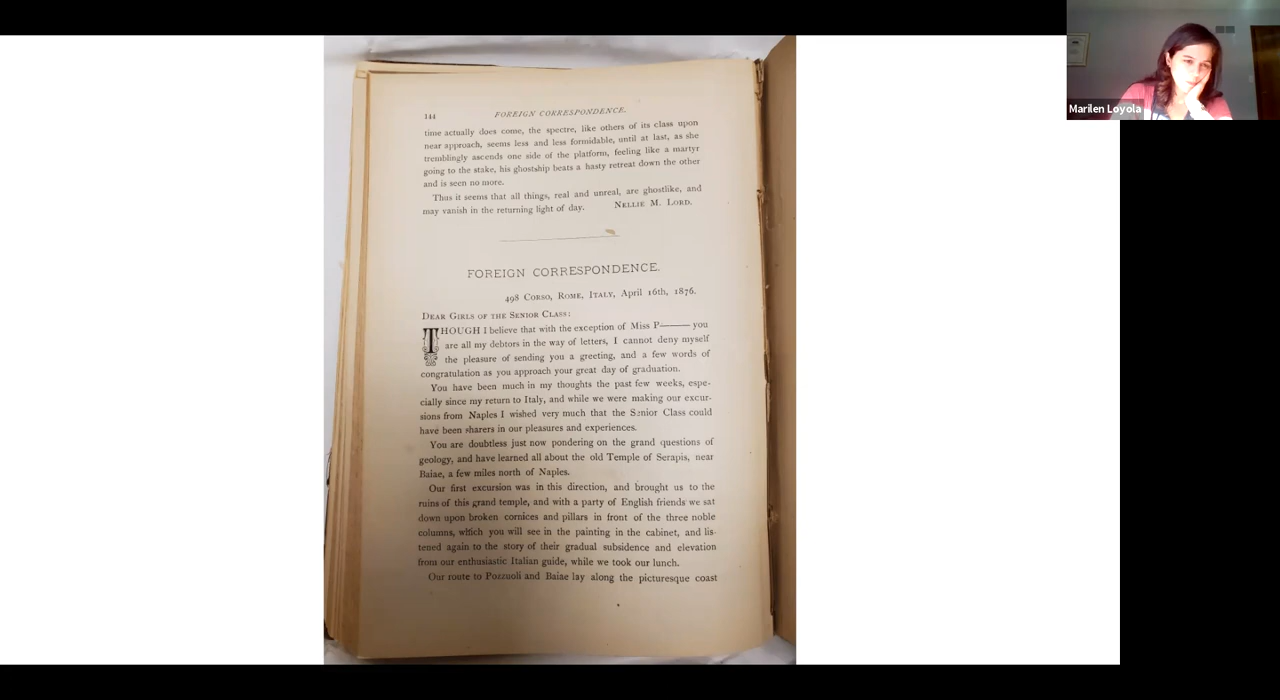 Marilen Loyola
144 FOREIGN CORRESPONDENCE.
time actually does come, the spectre, like others of its class upon
near approach, seems less and less formidable, until at last, as she
tremblingly ascends one side of the platform, feeling like a martyr
going to the stake, his ghostship beats a hasty retreat down the other
and is seen no more.
Thus it seems that all things, real and unreal, are ghostlike, and
may vanish in the returning light of day. NELLIE M. LORD.
FOREIGN CORRESPONDENCE.
498 CORSO, ROME, ITALY, April 16th, 1876.
DEAR GIRLS OF THE SENIOR CLASS:
THOUGH I believe that with the exception of Miss P—— you
are all my debtors in the way of letters, I cannot deny myself
the pleasure of sending you a greeting, and a few words of
congratulation as you approach your great day of graduation.
You have been much in my thoughts the past few weeks, espe-
cially since my return to Italy, and while we were making our excur-
sions from Naples I wished very much that the Senior Class could
have been sharers in our pleasures and experiences.
You are doubtless just now pondering on the grand questions of
geology, and have learned all about the old Temple of Serapis, near
Baiae, a few miles north of Naples.
Our first excursion was in this direction, and brought us to the
ruins of this grand temple, and with a party of English friends we sat
down upon broken cornices and pillars in front of the three noble
columns, which you will see in the painting in the cabinet, and lis-
tened again to the story of their gradual subsidence and elevation
from our enthusiastic Italian guide, while we took our lunch.
Our route to Pozzuoli and Baiae lay along the picturesque coast